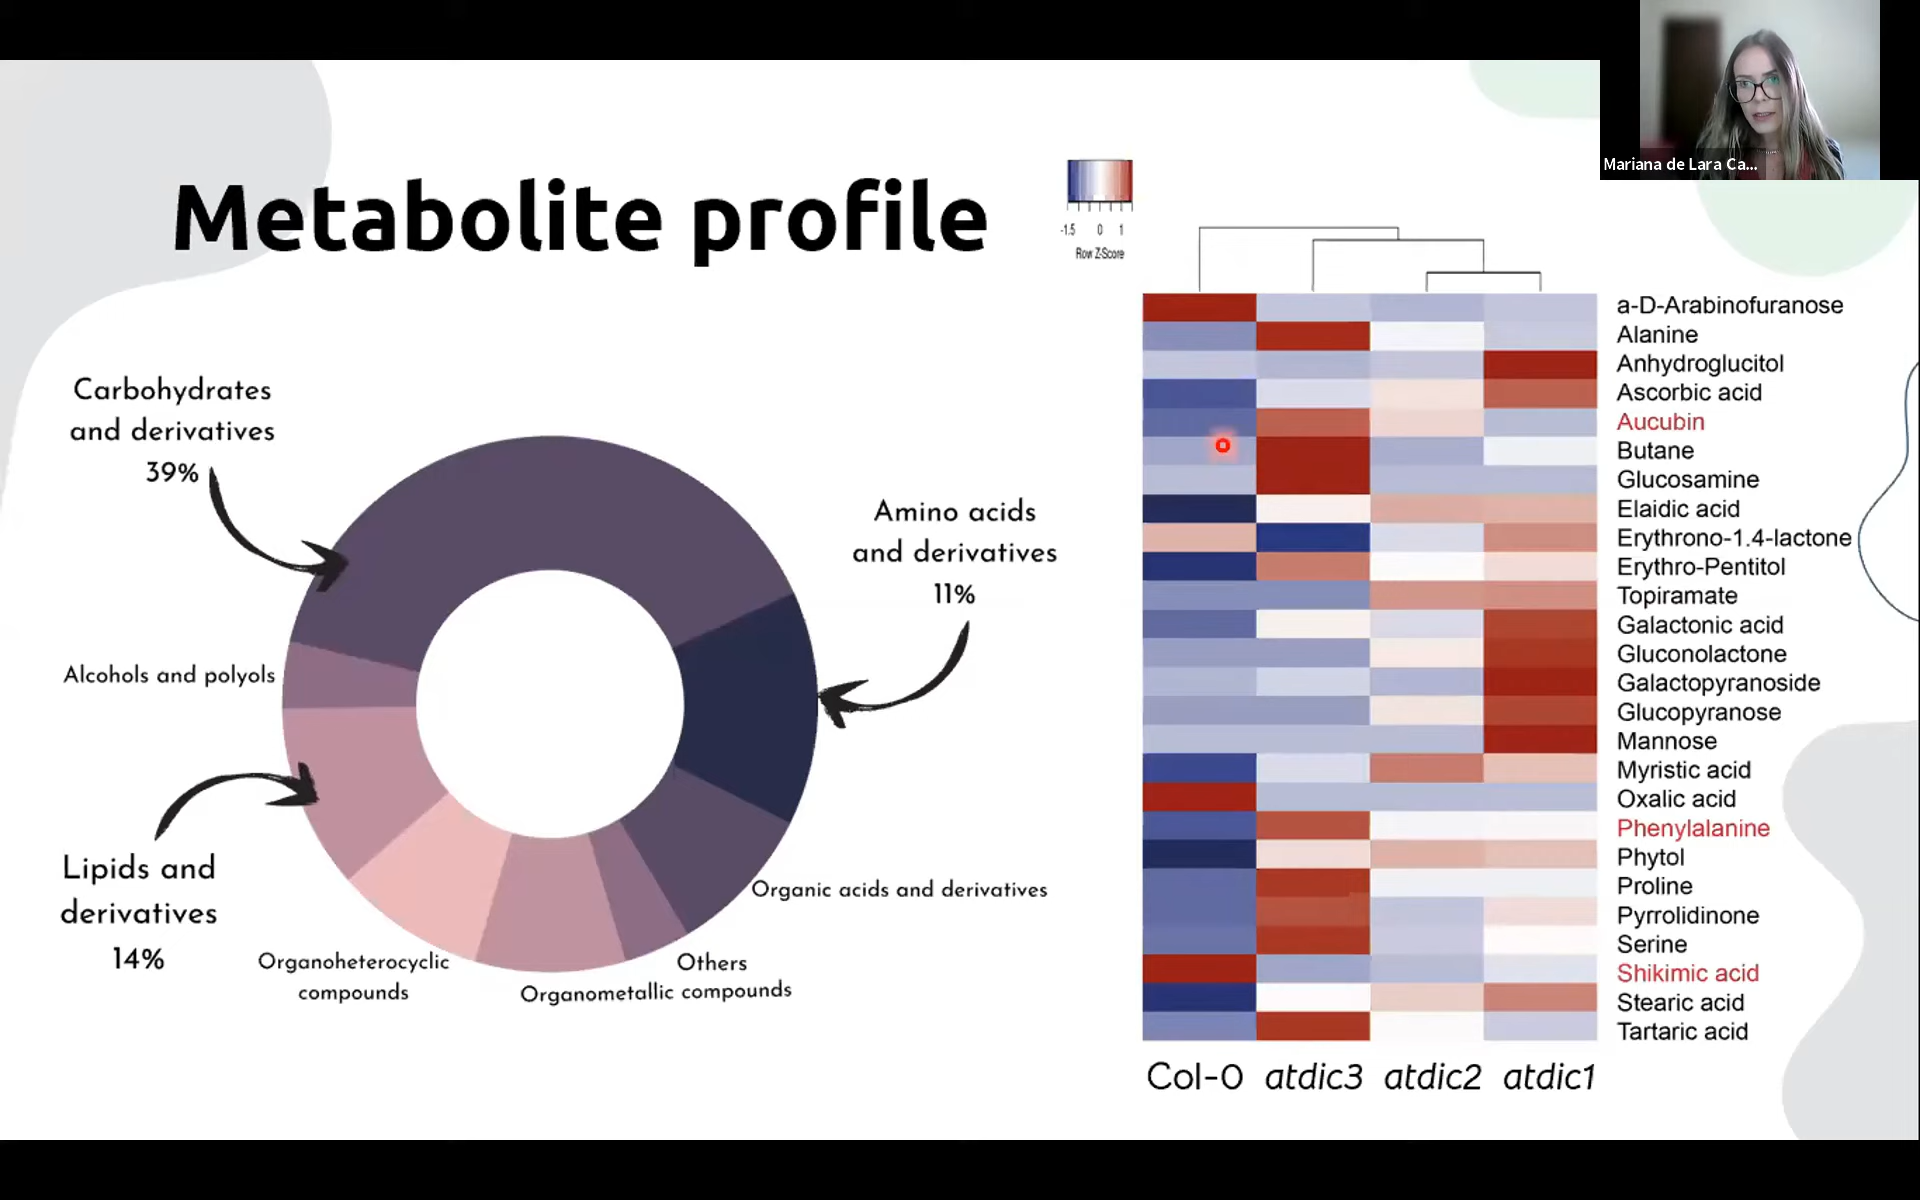 Mariana de Lara Ca...
Metabolite profile
-1.5 0 1
Row Z-Score
Carbohydrates
and derivatives
39%
Amino acids
and derivatives
11%
Alcohols and polyols
Lipids and
derivatives
14%
Organic acids and derivatives
Organoheterocyclic
compounds
Others
Organometallic compounds
a-D-Arabinofuranose
Alanine
Anhydroglucitol
Ascorbic acid
Aucubin
Butane
Glucosamine
Elaidic acid
Erythrono-1.4-lactone
Erythro-Pentitol
Topiramate
Galactonic acid
Gluconolactone
Galactopyranoside
Glucopyranose
Mannose
Myristic acid
Oxalic acid
Phenylalanine
Phytol
Proline
Pyrrolidinone
Serine
Shikimic acid
Stearic acid
Tartaric acid
Col-0 atdic3 atdic2 atdic1